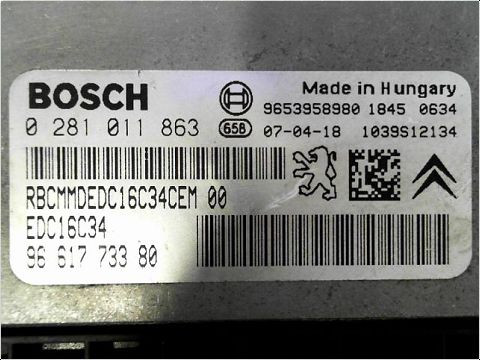 BOSCH
Made in Hungary
9653958980 1845 0634
0 281 011 863 658 07-04-18 1039S12134
RBCMMDEDC16C34CEM 00
EDC16C34
96 617 733 80